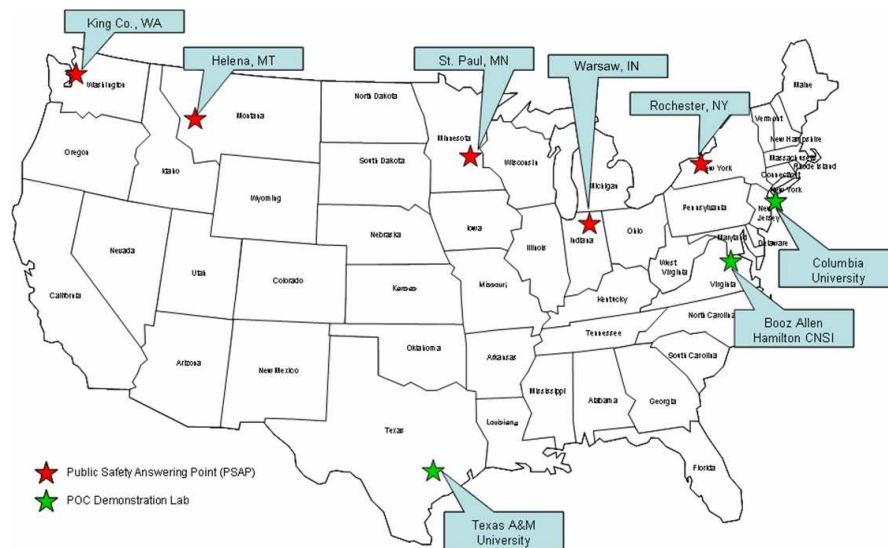 King Co., WA
Helena, MT
St. Paul, MN
Warsaw, IN
Rochester, NY
Washington
Montana
North Dakota
Minnesota
Maine
Vermont
New Hampshire
Oregon
Idaho
South Dakota
Wisconsin
Michigan
New York
Massachusetts
Rhode Island
Connecticut
Wyoming
Iowa
Pennsylvania
New York
New
Jersey
Nevada
Utah
Colorado
Nebraska
Illinois
Indiana
Ohio
Maryland
Delaware
Columbia
University
California
Kansas
Missouri
West
Virginia
Virginia
Kentucky
Booz Allen
Hamilton CNSI
Arizona
New Mexico
Oklahoma
Arkansas
Tennessee
North Carolina
South Carolina
Mississippi
Alabama
Georgia
Texas
Louisiana
Florida
Public Safety Answering Point (PSAP)
POC Demonstration Lab
Texas A&M
University